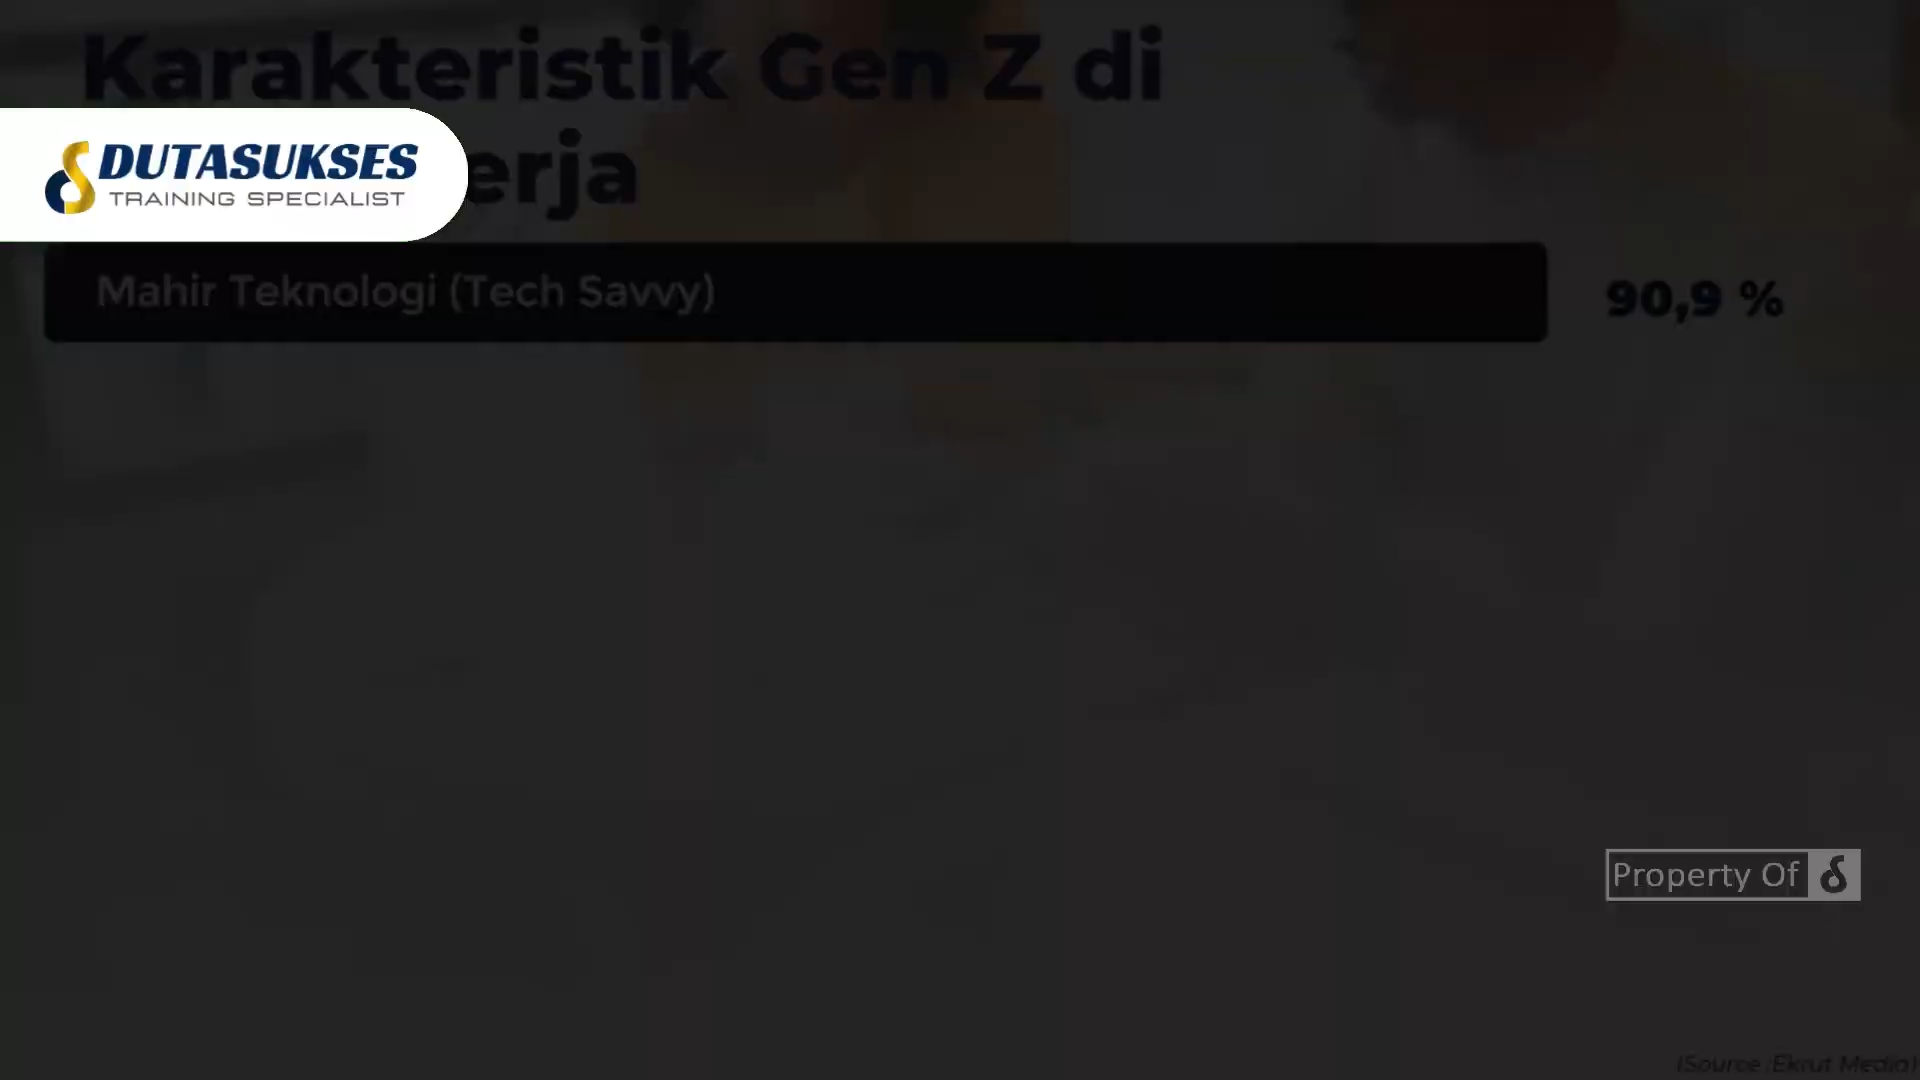 Karakteristik Gen Z di
erja
DUTASUKSES
TRAINING SPECIALIST
Mahir Teknologi (Tech Savvy)
90,9 %
Property Of
(Source : Ekrut Media)